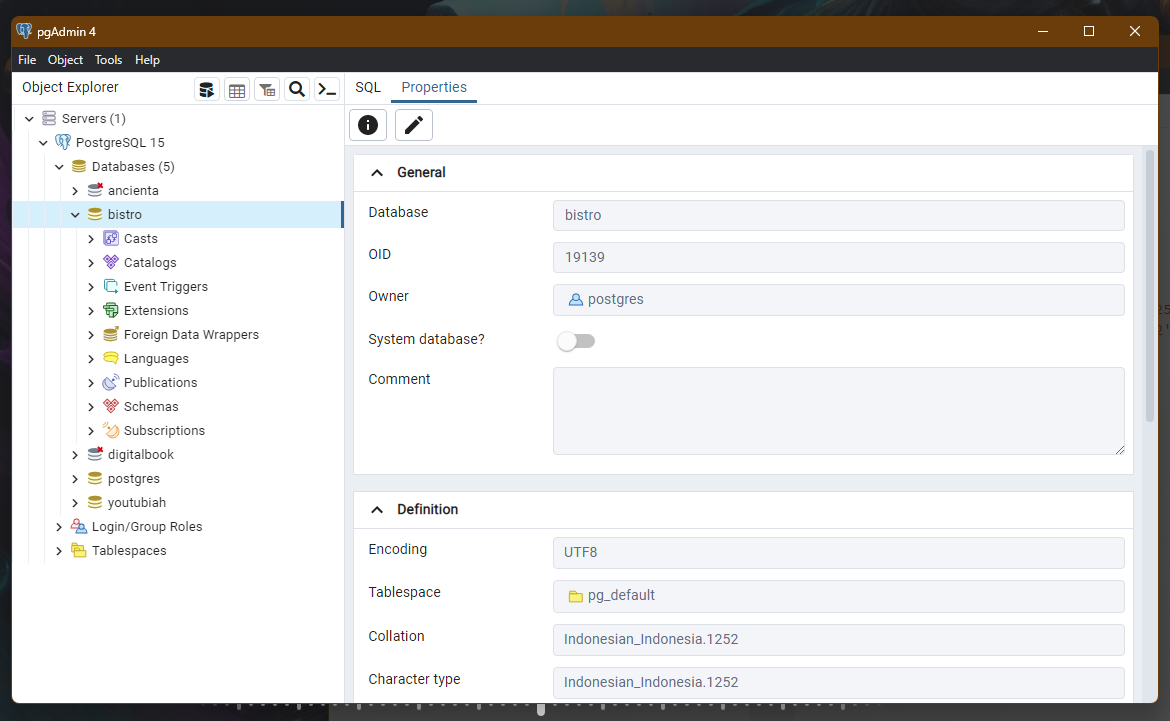 pgAdmin 4
File Object Tools Help
Object Explorer
SQL Properties
Servers (1)
PostgreSQL 15
Databases (5)
ancienta
bistro
Casts
Catalogs
Event Triggers
Extensions
Foreign Data Wrappers
Languages
Publications
Schemas
Subscriptions
digitalbook
postgres
youtubiah
Login/Group Roles
Tablespaces
General
Database bistro
OID 19139
Owner postgres
System database?
Comment
Definition
Encoding UTF8
Tablespace pg_default
Collation Indonesian_Indonesia.1252
Character type Indonesian_Indonesia.1252